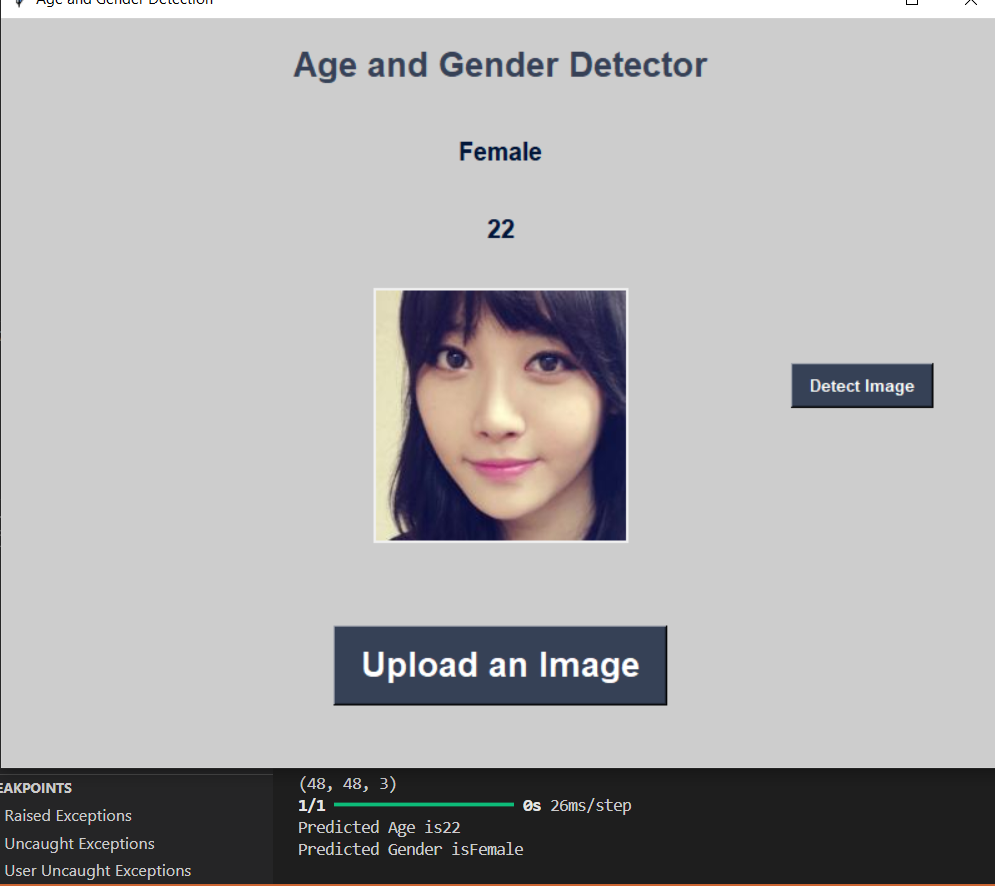 Age and Gender Detection
Age and Gender Detector
Female
22
Detect Image
Upload an Image
EAKPOINTS
Raised Exceptions
Uncaught Exceptions
User Uncaught Exceptions
(48, 48, 3)
1/1 0s 26ms/step
Predicted Age is22
Predicted Gender isFemale